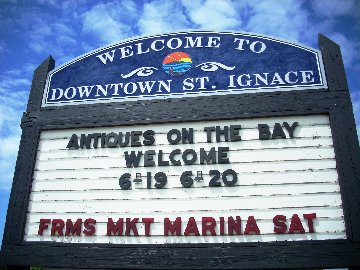 WELCOME TO
DOWNTOWN ST. IGNACE
ANTIQUES ON THE BAY
WELCOME
6-19 6-20
FRMS MKT MARINA SAT